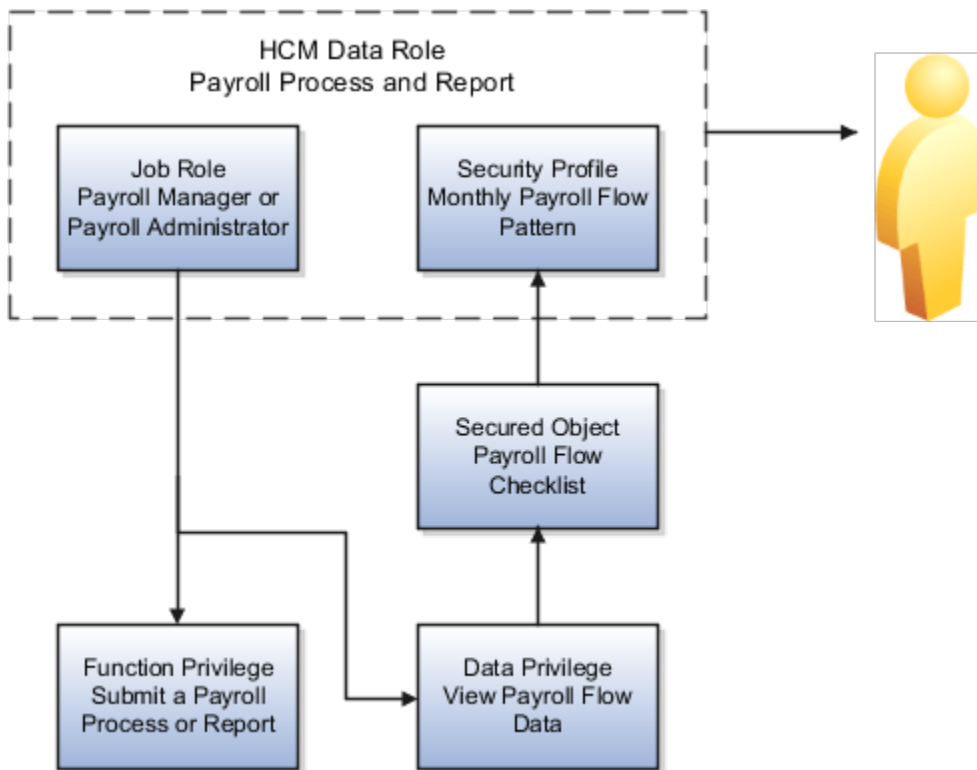 HCM Data Role
Payroll Process and Report
Job Role
Payroll Manager or
Payroll Administrator
Security Profile
Monthly Payroll Flow
Pattern
Secured Object
Payroll Flow
Checklist
Function Privilege
Submit a Payroll
Process or Report
Data Privilege
View Payroll Flow
Data